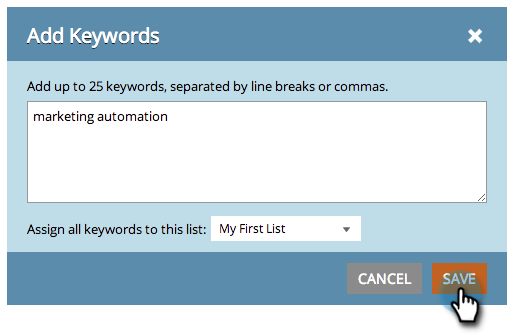 Add Keywords
Add up to 25 keywords, separated by line breaks or commas.
marketing automation
Assign all keywords to this list: My First List
CANCEL SAVE